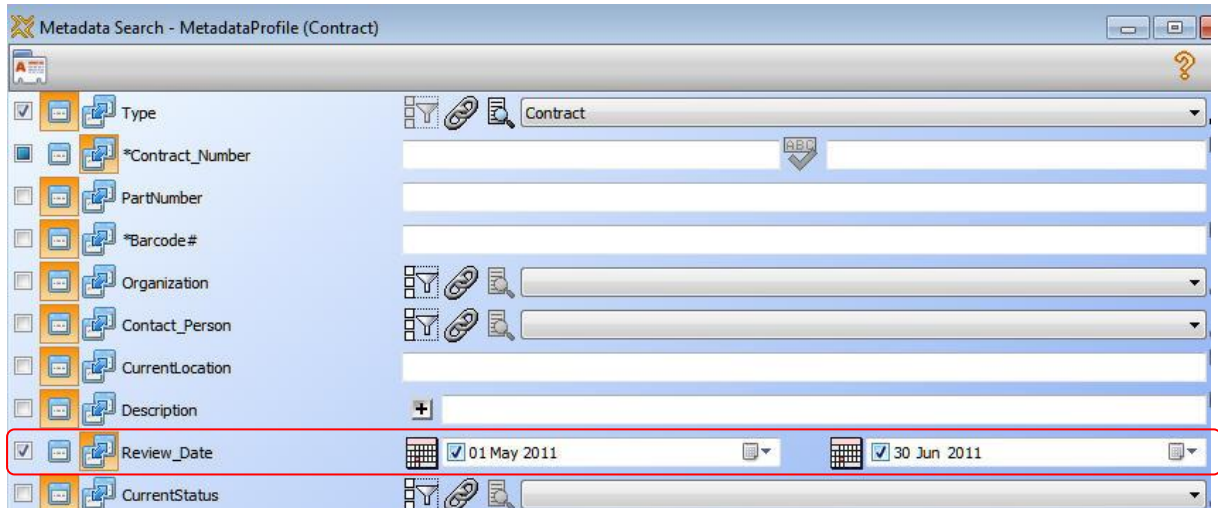 Metadata Search - MetadataProfile (Contract)
Type Contract
*Contract_Number ABC
PartNumber
*Barcode#
Organization
Contact_Person
CurrentLocation
Description
Review_Date 01 May 2011 30 Jun 2011
CurrentStatus